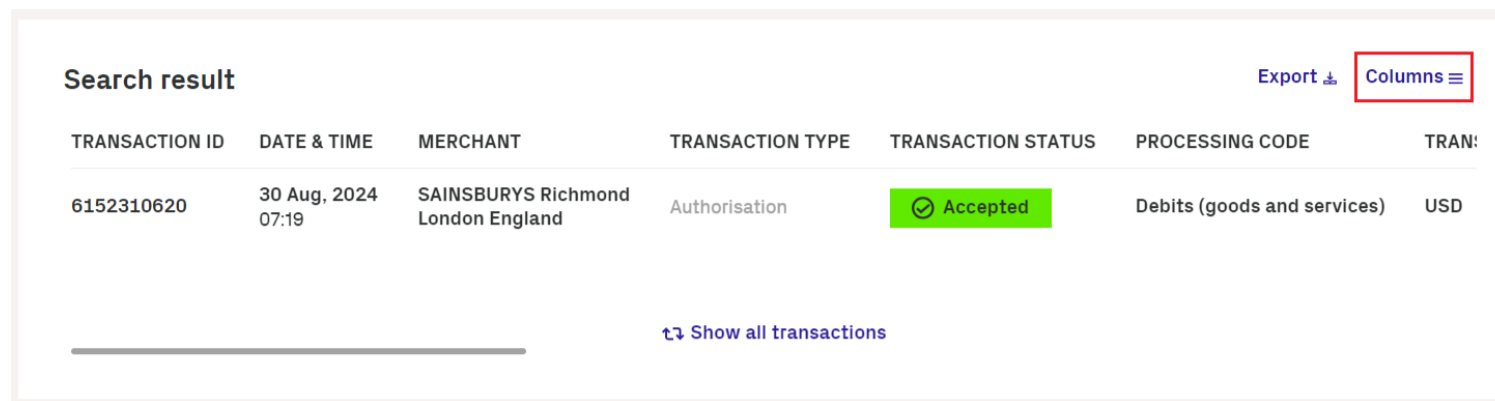 Search result
Export
Columns
TRANSACTION ID DATE & TIME MERCHANT TRANSACTION TYPE TRANSACTION STATUS PROCESSING CODE TRANS
6152310620 30 Aug, 2024 07:19 SAINSBURYS Richmond London England Authorisation Accepted Debits (goods and services) USD
Show all transactions